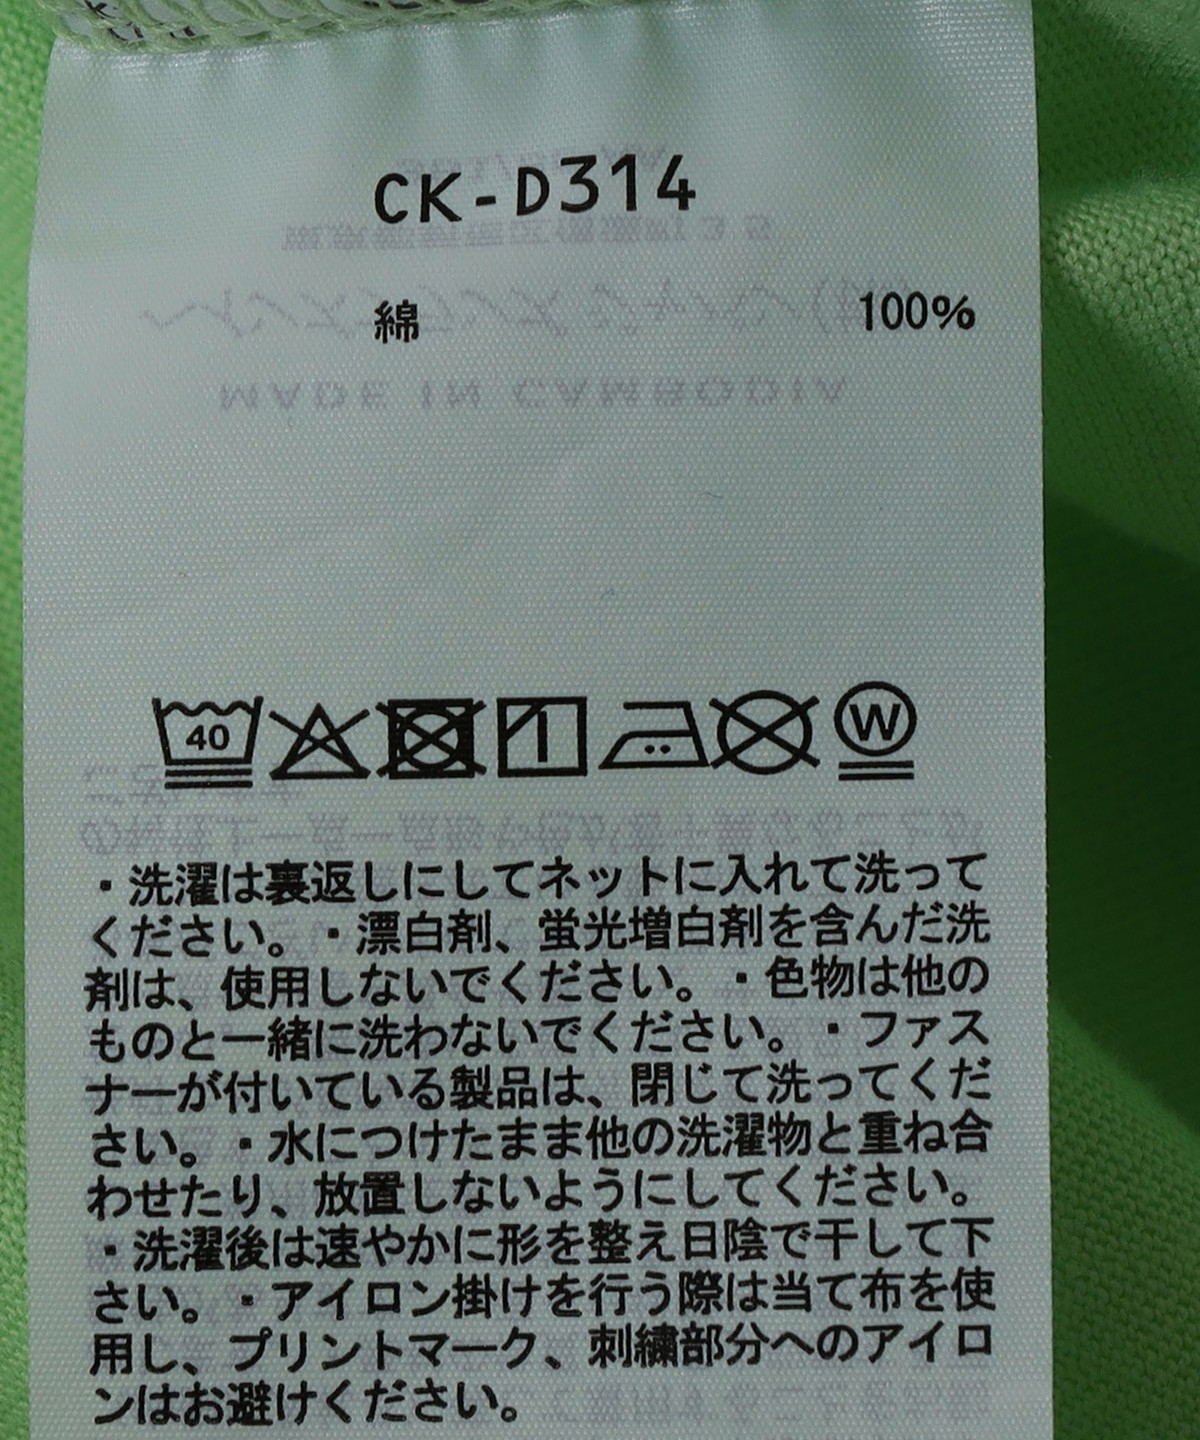 CK-D314
綿 100%
MADE IN CAMBODIA
40
W
・洗濯は裏返しにしてネットに入れて洗って
ください。・漂白剤、蛍光増白剤を含んだ洗
剤は、使用しないでください。・色物は他の
ものと一緒に洗わないでください。・ファス
ナーが付いている製品は、閉じて洗ってくだ
さい。・水につけたまま他の洗濯物と重ね合
わせたり、放置しないようにしてください。
・洗濯後は速やかに形を整え日陰で干して下
さい。・アイロン掛けを行う際は当て布を使
用し、プリントマーク、刺繍部分へのアイロ
ンはお避けください。